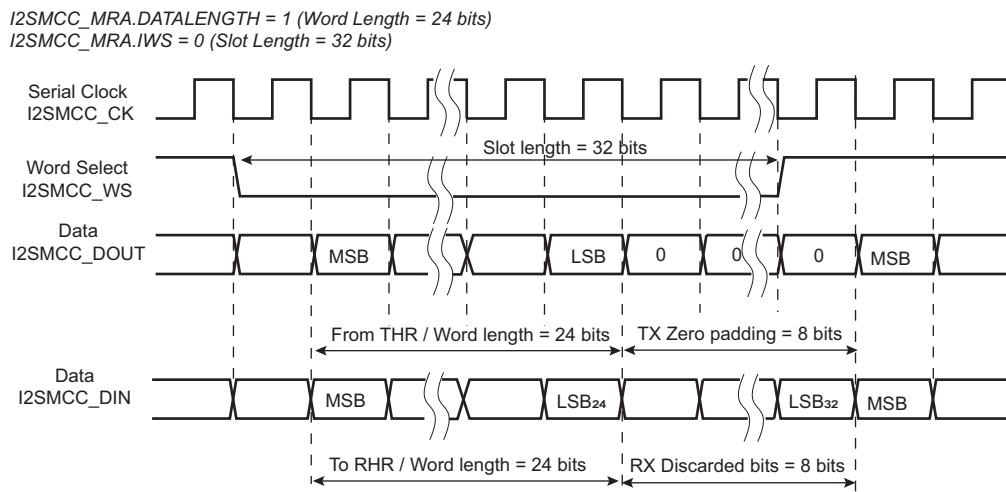 I2SMCC_MRA.DATALENGTH = 1 (Word Length = 24 bits)
I2SMCC_MRA.IWS = 0 (Slot Length = 32 bits)
Serial Clock
I2SMCC_CK
Slot length = 32 bits
Word Select
I2SMCC_WS
Data
I2SMCC_DOUT
MSB LSB 0 0 0 MSB
From THR / Word length = 24 bits TX Zero padding = 8 bits
Data
I2SMCC_DIN
MSB LSB24 LSB32 MSB
To RHR / Word length = 24 bits RX Discarded bits = 8 bits